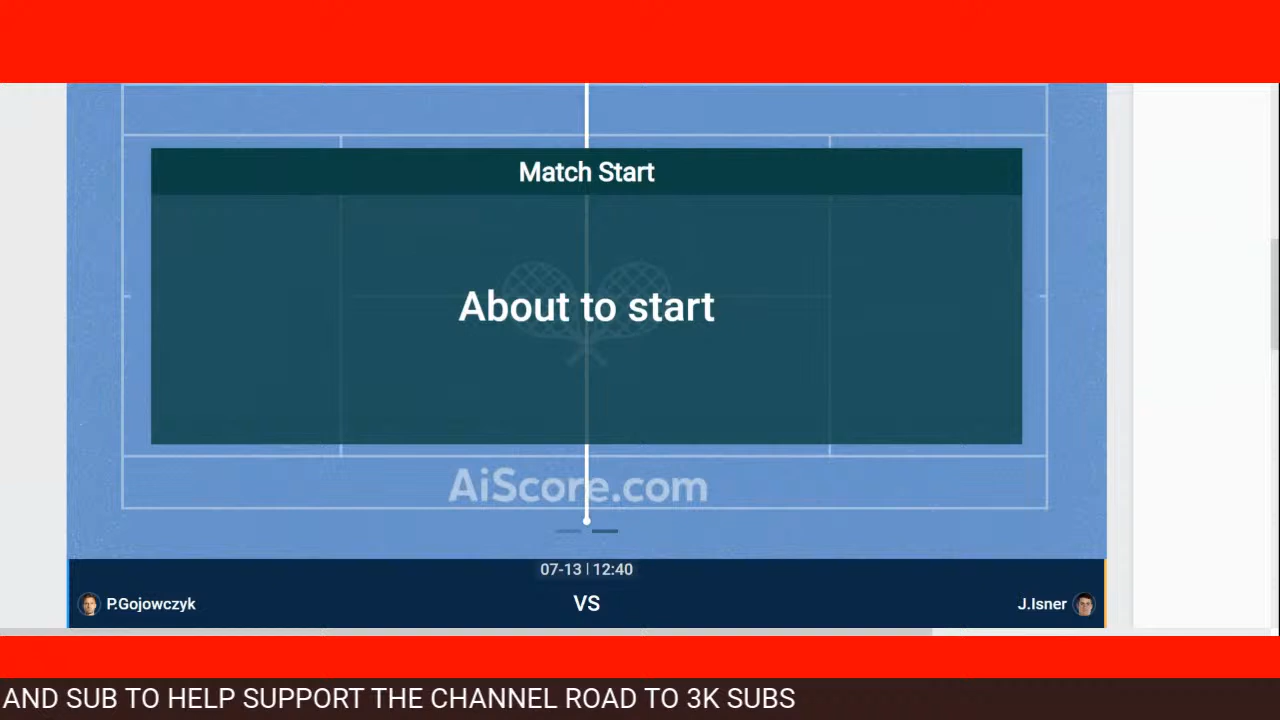 Match Start
About to start
AiScore.com
07-13 | 12:40
P.Gojowczyk
VS
J.Isner
AND SUB TO HELP SUPPORT THE CHANNEL ROAD TO 3K SUBS